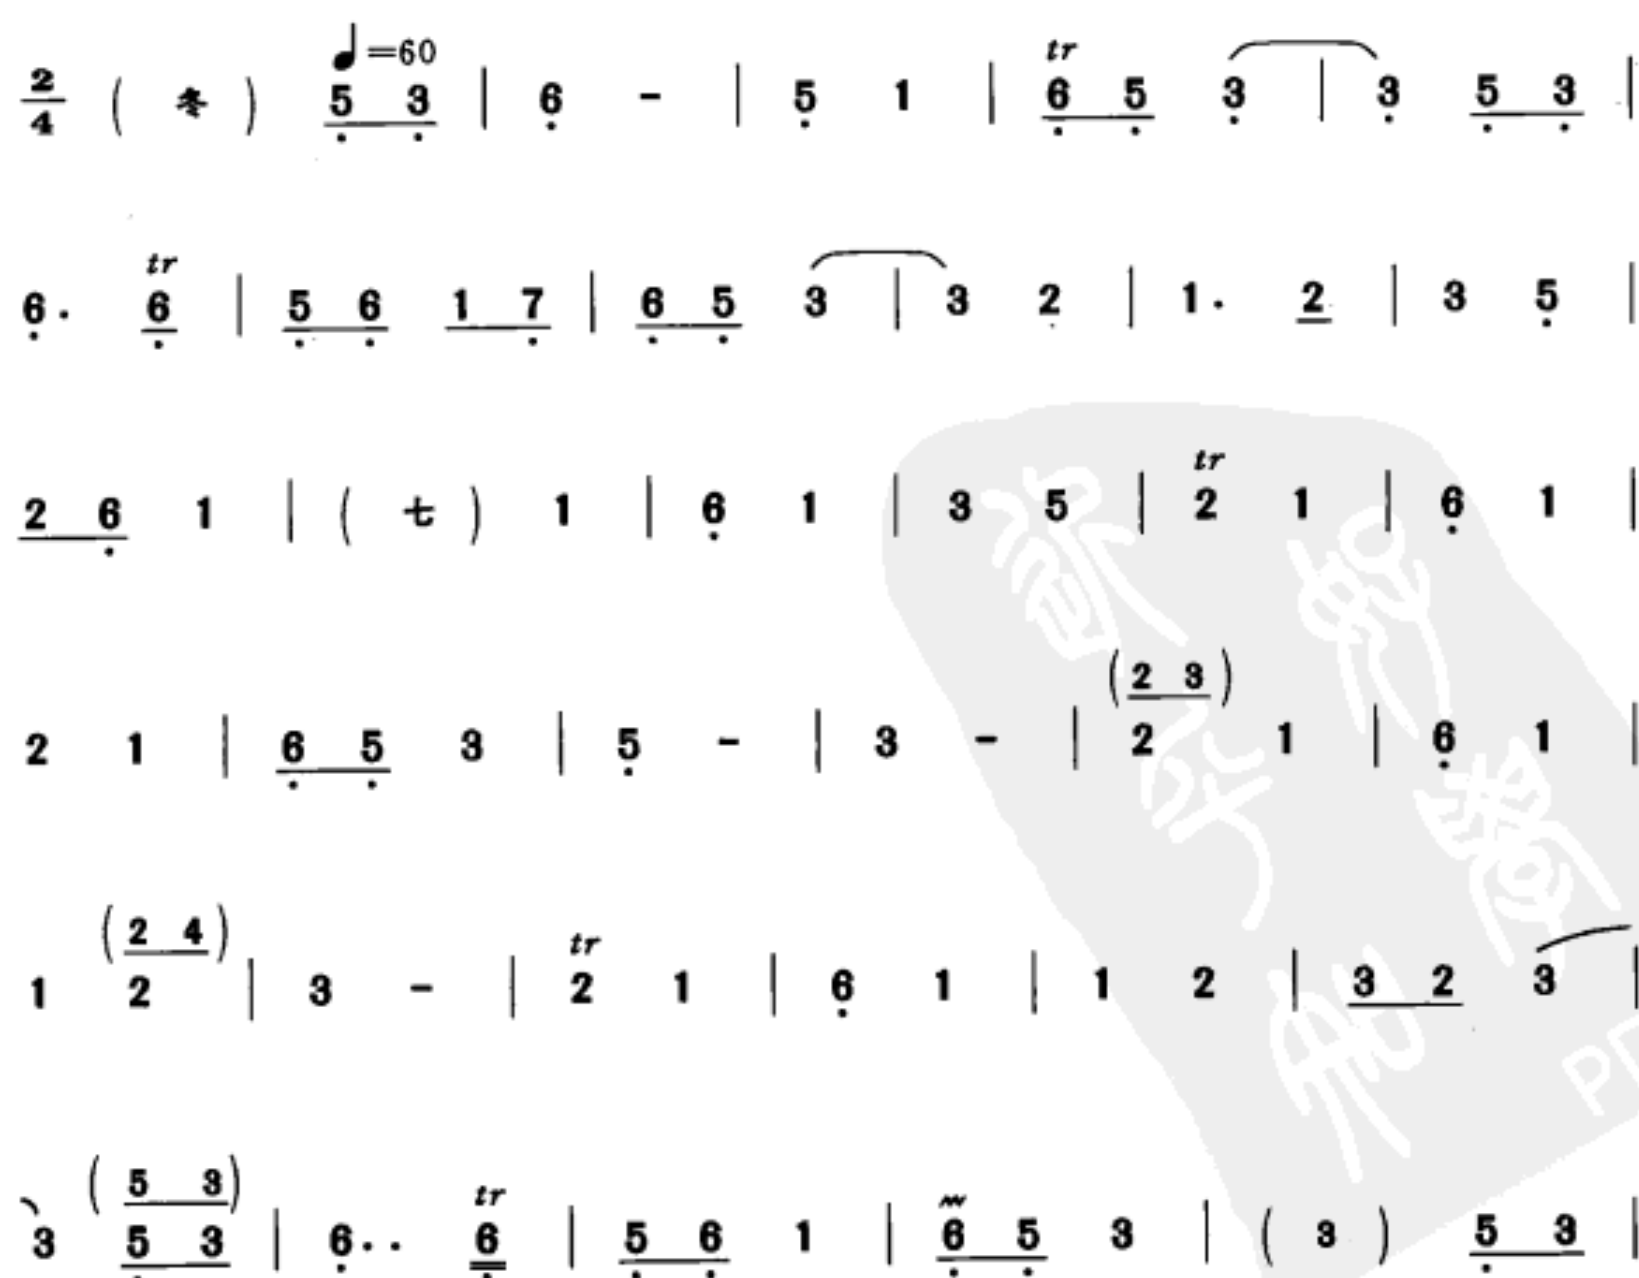 2/4 ( 冬 ) ♩=60 5̣ 3̣ | 6̣ - | 5̣ 1 | tr 6̣ 5̣ 3̣ | 3̣ 5̣ 3̣ |
6̣· tr 6̣ | 5̣ 6̣ 1 7̣ | 6̣ 5̣ 3 | 3 2 | 1· 2 | 3 5̣ |
2 6̣ 1 | ( 七 ) 1 | 6̣ 1 | 3 5 | tr 2 1 | 6̣ 1 |
( 2 3 )
2 1 | 6̣ 5̣ 3 | 5̣ - | 3 - | 2 1 | 6̣ 1 |
( 2 4 )
1 2 | 3 - | tr 2 1 | 6̣ 1 | 1 2 | 3 2 3 |
( 5 3 )
3 5̣ 3 | 6̣·· tr 6̣ | 5̣ 6̣ 1 | 6̣ 5̣ 3 | ( 3 ) 5̣ 3 |